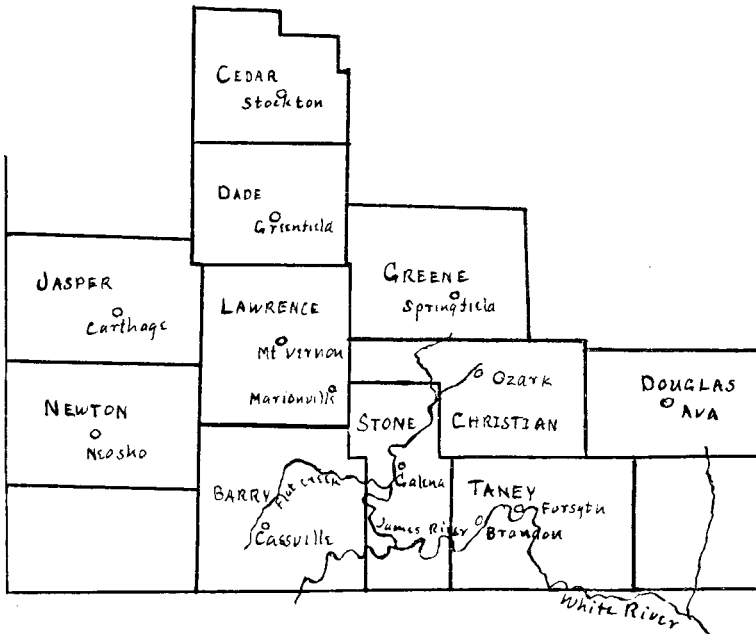 CEDAR
Stockton
DADE
Greenfield
JASPER
Carthage
LAWRENCE
Mt Vernon
Marionville
GREENE
Springfield
NEWTON
Neosho
STONE
Ozark
CHRISTIAN
DOUGLAS
Ava
BARRY
Flat Creek
Cassville
Galena
James River
TANEY
Forsyth
Brandon
White River